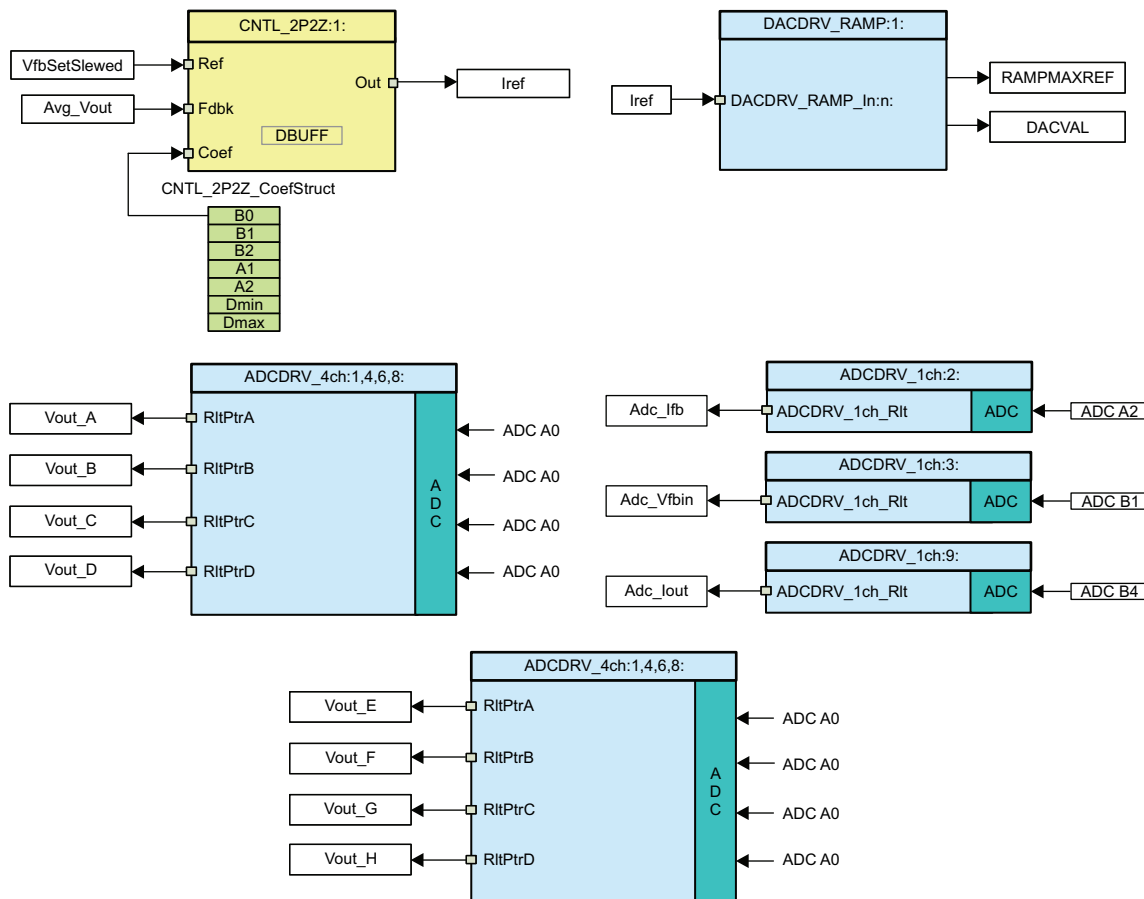 CNTL_2P2Z:1:
VfbSetSlewed
Ref
Out
Iref
Avg_Vout
Fdbk
DBUFF
Coef
CNTL_2P2Z_CoefStruct
B0
B1
B2
A1
A2
Dmin
Dmax
DACDRV_RAMP:1:
Iref
DACDRV_RAMP_In:n:
RAMPMAXREF
DACVAL
ADCDRV_4ch:1,4,6,8:
Vout_A
RltPtrA
ADC A0
Vout_B
RltPtrB
ADC A0
Vout_C
RltPtrC
ADC A0
Vout_D
RltPtrD
ADC A0
A
D
C
ADCDRV_1ch:2:
Adc_Ifb
ADCDRV_1ch_Rlt
ADC
ADC A2
ADCDRV_1ch:3:
Adc_Vfbin
ADCDRV_1ch_Rlt
ADC
ADC B1
ADCDRV_1ch:9:
Adc_Iout
ADCDRV_1ch_Rlt
ADC
ADC B4
ADCDRV_4ch:1,4,6,8:
Vout_E
RltPtrA
ADC A0
Vout_F
RltPtrB
ADC A0
Vout_G
RltPtrC
ADC A0
Vout_H
RltPtrD
ADC A0
A
D
C